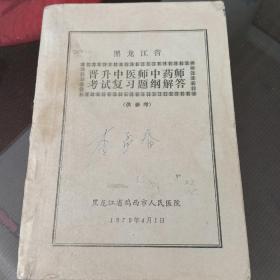 黑龙江省
晋升中医师中药师
考试复习题纲解答
（供参考）
黑龙江省鸡西市人民医院
1979年4月1日